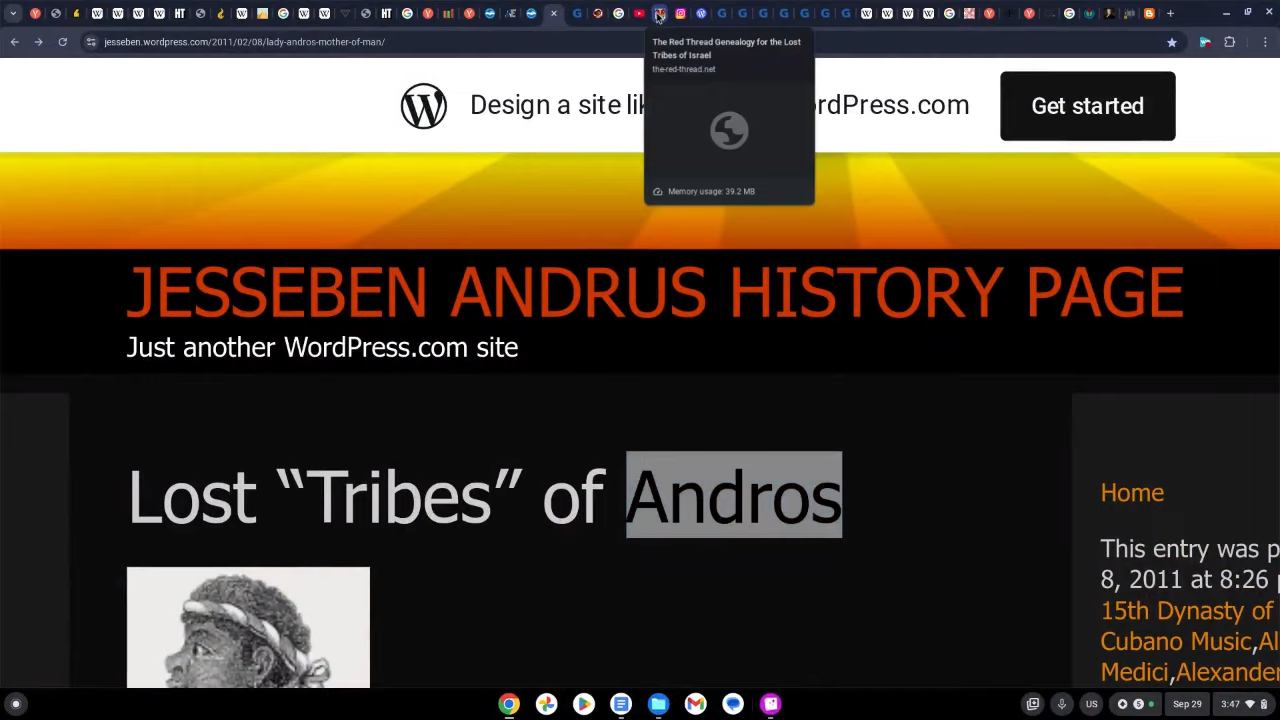 jesseben.wordpress.com/2011/02/08/lady-andros-mother-of-man/
The Red Thread Genealogy for the Lost
Tribes of Israel
the-red-thread.net
Memory usage: 39.2 MB
Design a site lik
ordPress.com
Get started
JESSEBEN ANDRUS HISTORY PAGE
Just another WordPress.com site
Lost “Tribes” of Andros
Home
This entry was p
8, 2011 at 8:26 p
15th Dynasty of
Cubano Music,Al
Medici,Alexander
US
Sep 29
3:47